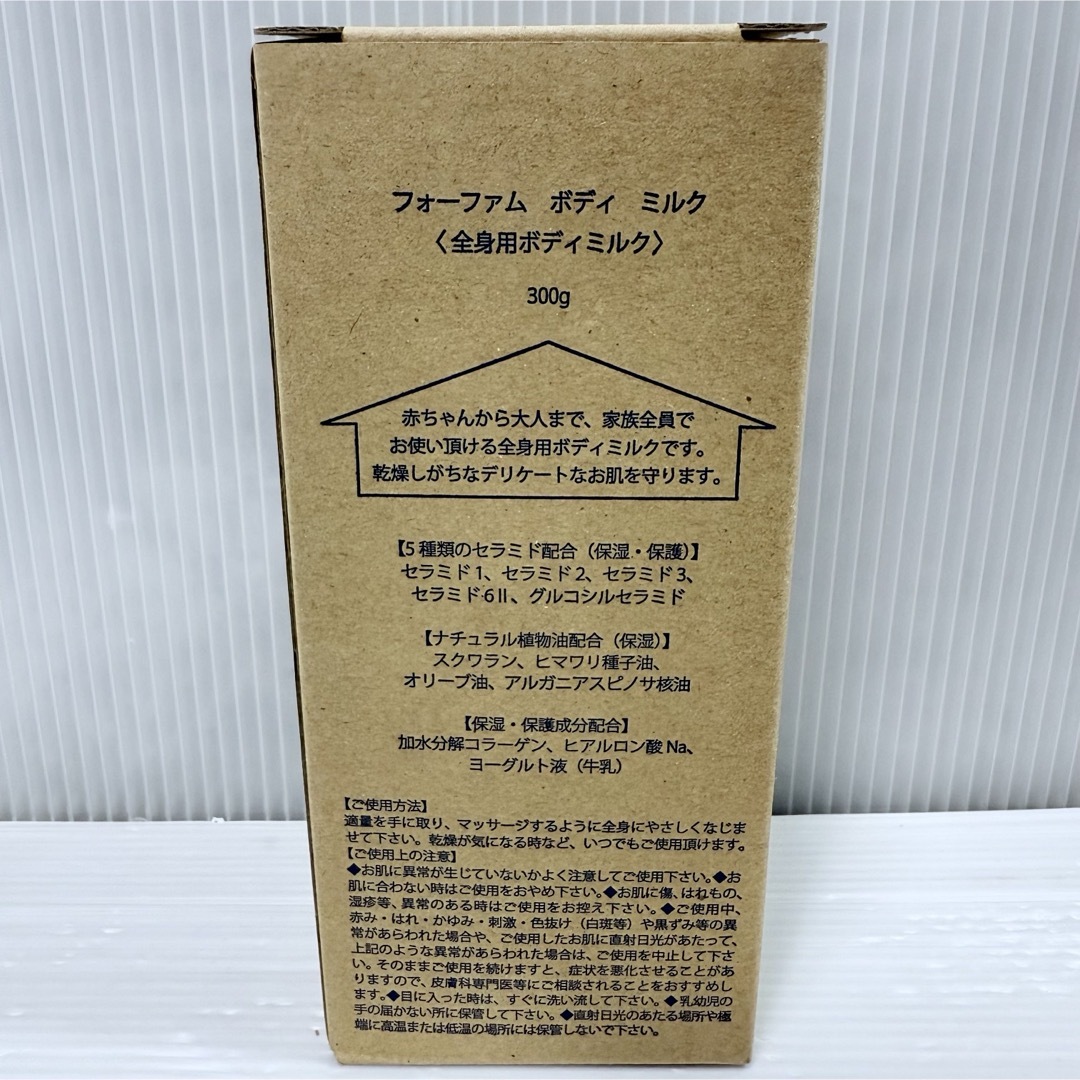 フォーファム ボディ ミルク
〈全身用ボディミルク〉
300g
赤ちゃんから大人まで、家族全員で
お使い頂ける全身用ボディミルクです。
乾燥しがちなデリケートなお肌を守ります。
【5種類のセラミド配合（保湿・保護）】
セラミド1、セラミド2、セラミド3、
セラミド6Ⅱ、グルコシルセラミド
【ナチュラル植物油配合（保湿）】
スクワラン、ヒマワリ種子油、
オリーブ油、アルガニアスピノサ核油
【保湿・保護成分配合】
加水分解コラーゲン、ヒアルロン酸Na、
ヨーグルト液（牛乳）
【ご使用方法】
適量を手に取り、マッサージするように全身にやさしくなじま
せて下さい。乾燥が気になる時など、いつでもご使用頂けます。
【ご使用上の注意】
◆お肌に異常が生じていないかよく注意してご使用下さい。◆お
肌に合わない時はご使用をおやめ下さい。◆お肌に傷、はれもの、
湿疹等、異常のある時はご使用をお控え下さい。◆ご使用中、
赤み・はれ・かゆみ・刺激・色抜け（白斑等）や黒ずみ等の異
常があらわれた場合や、ご使用したお肌に直射日光があたって、
上記のような異常があらわれた場合は、ご使用を中止して下さ
い。そのままご使用を続けますと、症状を悪化させることがあ
りますので、皮膚科専門医等にご相談されることをおすすめし
ます。◆目に入った時は、すぐに洗い流して下さい。◆乳幼児の
手の届かない所に保管して下さい。◆直射日光のあたる場所や極
端に高温または低温の場所には保管しないで下さい。